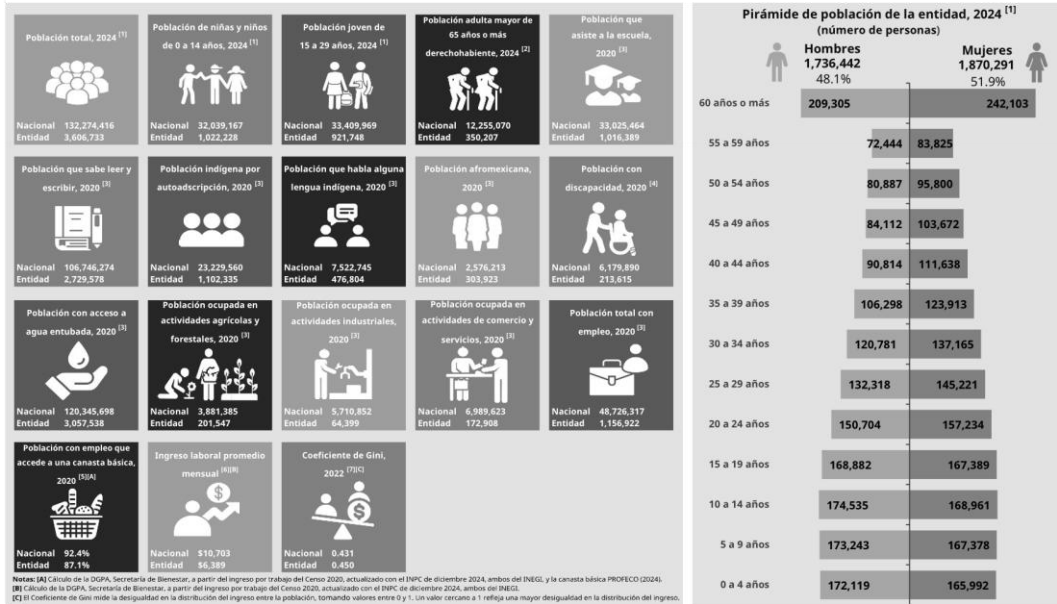 Población total, 2024 [1]
Nacional 132,274,416
Entidad 3,606,733
Población de niñas y niños
de 0 a 14 años, 2024 [1]
Nacional 32,039,167
Entidad 1,022,228
Población joven de
15 a 29 años, 2024 [1]
Nacional 33,409,969
Entidad 921,748
Población adulta mayor de
65 años o más
derechohabiente, 2024 [2]
Nacional 12,255,070
Entidad 350,207
Población que
asiste a la escuela,
2020 [3]
Nacional 33,025,464
Entidad 1,016,389
Población que sabe leer y
escribir, 2020 [3]
Nacional 106,746,274
Entidad 2,729,578
Población indígena por
autoadscripción, 2020 [3]
Nacional 23,229,560
Entidad 1,102,335
Población que habla alguna
lengua indígena, 2020 [3]
Nacional 7,522,745
Entidad 476,804
Población afromexicana,
2020 [3]
Nacional 2,576,213
Entidad 303,923
Población con
discapacidad, 2020 [4]
Nacional 6,179,890
Entidad 213,615
Población con acceso a
agua entubada, 2020 [3]
Nacional 120,345,698
Entidad 3,057,538
Población ocupada en
actividades agrícolas y
forestales, 2020 [3]
Nacional 3,881,385
Entidad 201,547
Población ocupada en
actividades industriales,
2020 [3]
Nacional 5,710,852
Entidad 64,399
Población ocupada en
actividades de comercio y
servicios, 2020 [3]
Nacional 6,989,623
Entidad 172,908
Población total con
empleo, 2020 [3]
Nacional 48,726,317
Entidad 1,156,922
Población con empleo que
accede a una canasta básica,
2020 [5][A]
Nacional 92.4%
Entidad 87.1%
Ingreso laboral promedio
mensual [6][B]
Nacional $10,703
Entidad $6,389
Coeficiente de Gini,
2022 [7][C]
Nacional 0.431
Entidad 0.450
Notas: [A] Cálculo de la DGPA, Secretaría de Bienestar, a partir del ingreso por trabajo del Censo 2020, actualizado con el INPC de diciembre 2024, ambos del INEGI, y la canasta básica PROFECO (2024).
[B] Cálculo de la DGPA, Secretaría de Bienestar, a partir del ingreso por trabajo del Censo 2020, actualizado con el INPC de diciembre 2024, ambos del INEGI.
[C] El Coeficiente de Gini mide la desigualdad en la distribución del ingreso entre la población, tomando valores entre 0 y 1. Un valor cercano a 1 refleja una mayor desigualdad en la distribución del ingreso.
Pirámide de población de la entidad, 2024 [1]
(número de personas)
Hombres
1,736,442
48.1%
Mujeres
1,870,291
51.9%
60 años o más 209,305 242,103
55 a 59 años 72,444 83,825
50 a 54 años 80,887 95,800
45 a 49 años 84,112 103,672
40 a 44 años 90,814 111,638
35 a 39 años 106,298 123,913
30 a 34 años 120,781 137,165
25 a 29 años 132,318 145,221
20 a 24 años 150,704 157,234
15 a 19 años 168,882 167,389
10 a 14 años 174,535 168,961
5 a 9 años 173,243 167,378
0 a 4 años 172,119 165,992